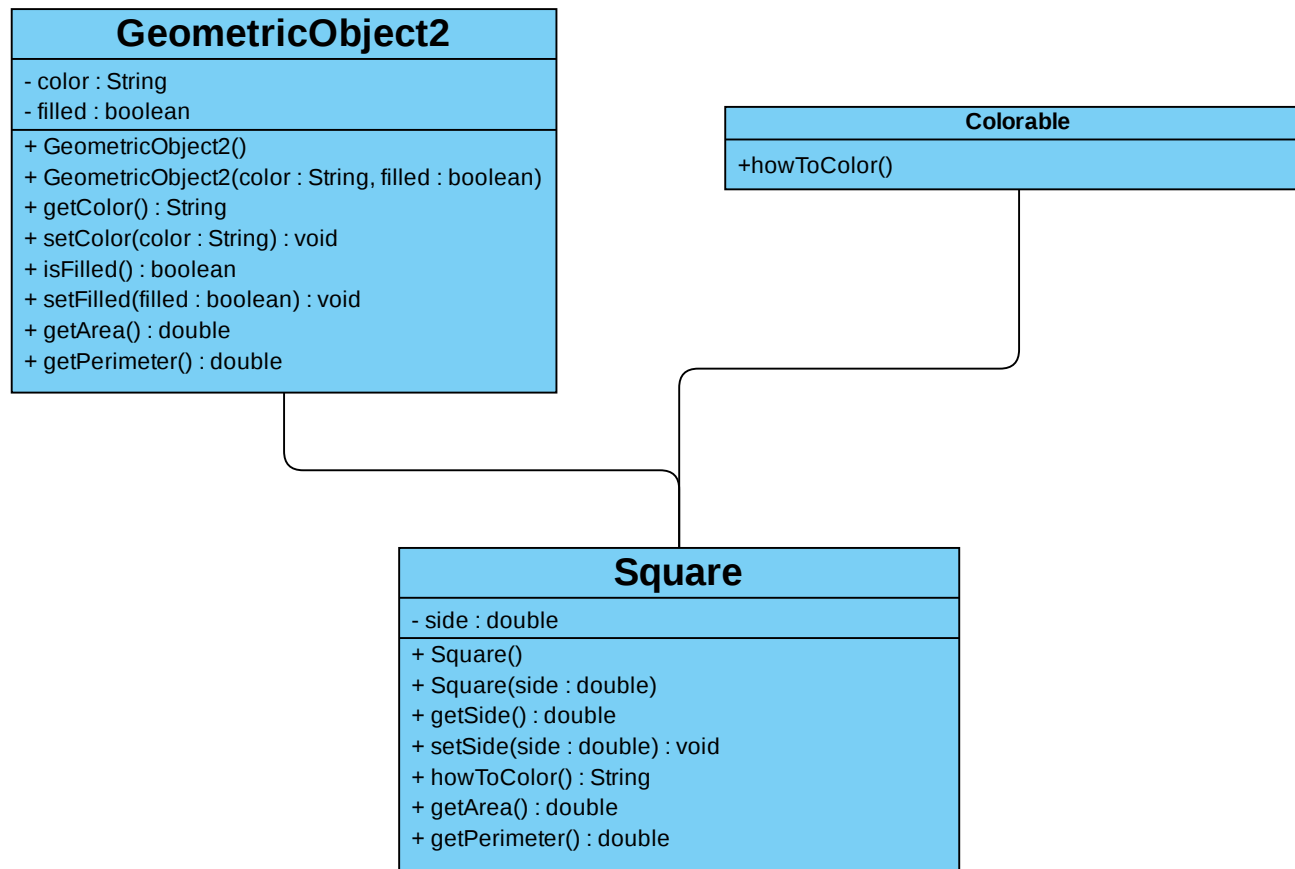 GeometricObject2
- color : String
- filled : boolean
+ GeometricObject2()
+ GeometricObject2(color : String, filled : boolean)
+ getColor() : String
+ setColor(color : String) : void
+ isFilled() : boolean
+ setFilled(filled : boolean) : void
+ getArea() : double
+ getPerimeter() : double
Colorable
+howToColor()
Square
- side : double
+ Square()
+ Square(side : double)
+ getSide() : double
+ setSide(side : double) : void
+ howToColor() : String
+ getArea() : double
+ getPerimeter() : double